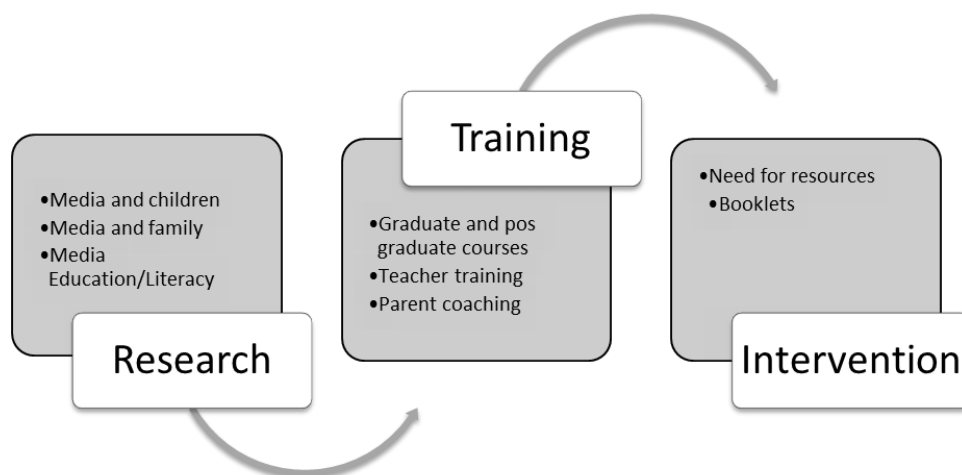 •Media and children
•Media and family
•Media
Education/Literacy
Research
Training
•Graduate and pos
graduate courses
•Teacher training
•Parent coaching
•Need for resources
•Booklets
Intervention